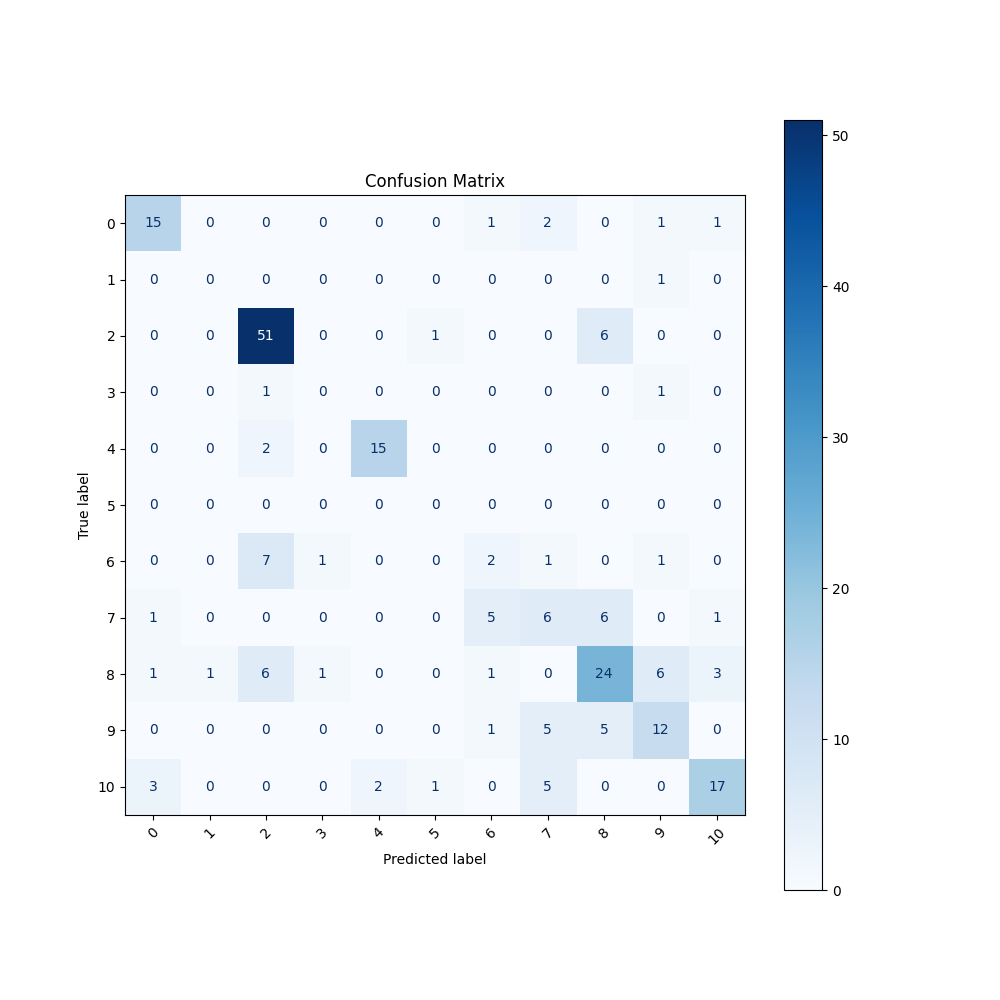 Confusion Matrix
0 15 0 0 0 0 0 1 2 0 1 1
1 0 0 0 0 0 0 0 0 0 1 0
2 0 0 51 0 0 1 0 0 6 0 0
3 0 0 1 0 0 0 0 0 0 1 0
4 0 0 2 0 15 0 0 0 0 0 0
5 0 0 0 0 0 0 0 0 0 0 0
6 0 0 7 1 0 0 2 1 0 1 0
7 1 0 0 0 0 0 5 6 6 0 1
8 1 1 6 1 0 0 1 0 24 6 3
9 0 0 0 0 0 0 1 5 5 12 0
10 3 0 0 0 2 1 0 5 0 0 17
0 1 2 3 4 5 6 7 8 9 10
Predicted label
True label
50
40
30
20
10
0